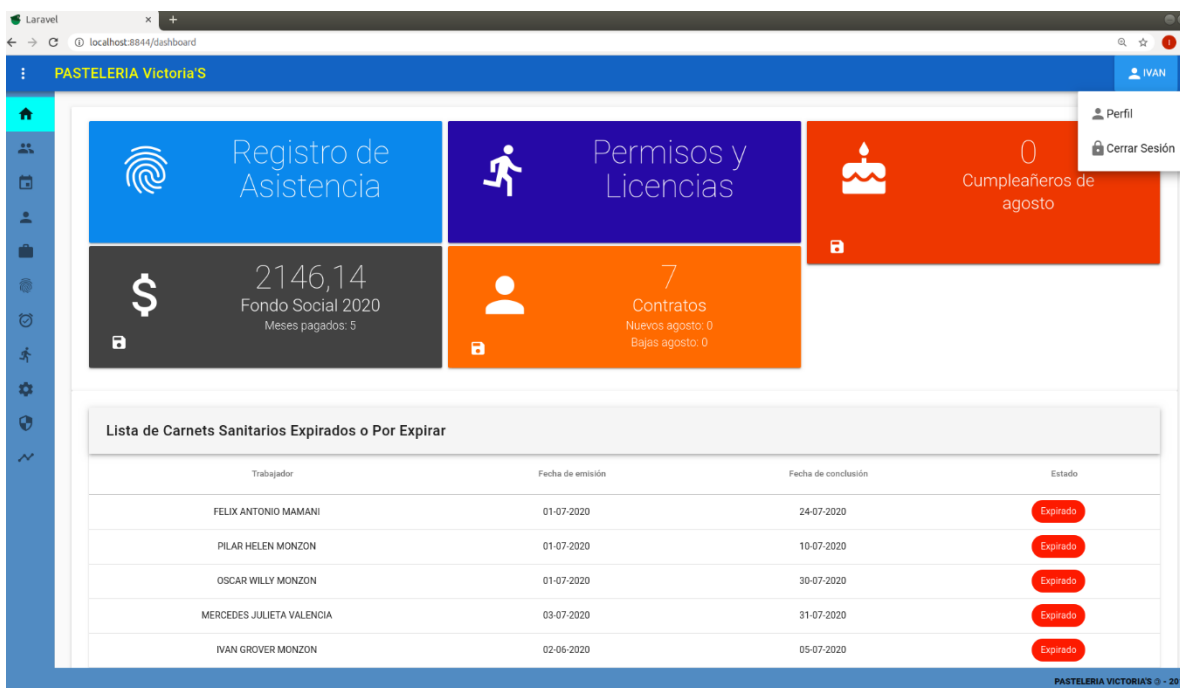 Laravel
localhost:8844/dashboard
PASTELERIA Victoria'S
IVAN
Perfil
Cerrar Sesión
Registro de
Asistencia
Permisos y
Licencias
0
Cumpleañeros de
agosto
2146,14
Fondo Social 2020
Meses pagados: 5
7
Contratos
Nuevos agosto: 0
Bajas agosto: 0
Lista de Carnets Sanitarios Expirados o Por Expirar
Trabajador Fecha de emisión Fecha de conclusión Estado
FELIX ANTONIO MAMANI 01-07-2020 24-07-2020 Expirado
PILAR HELEN MONZON 01-07-2020 10-07-2020 Expirado
OSCAR WILLY MONZON 01-07-2020 30-07-2020 Expirado
MERCEDES JULIETA VALENCIA 03-07-2020 31-07-2020 Expirado
IVAN GROVER MONZON 02-06-2020 05-07-2020 Expirado
PASTELERIA VICTORIA'S © - 20